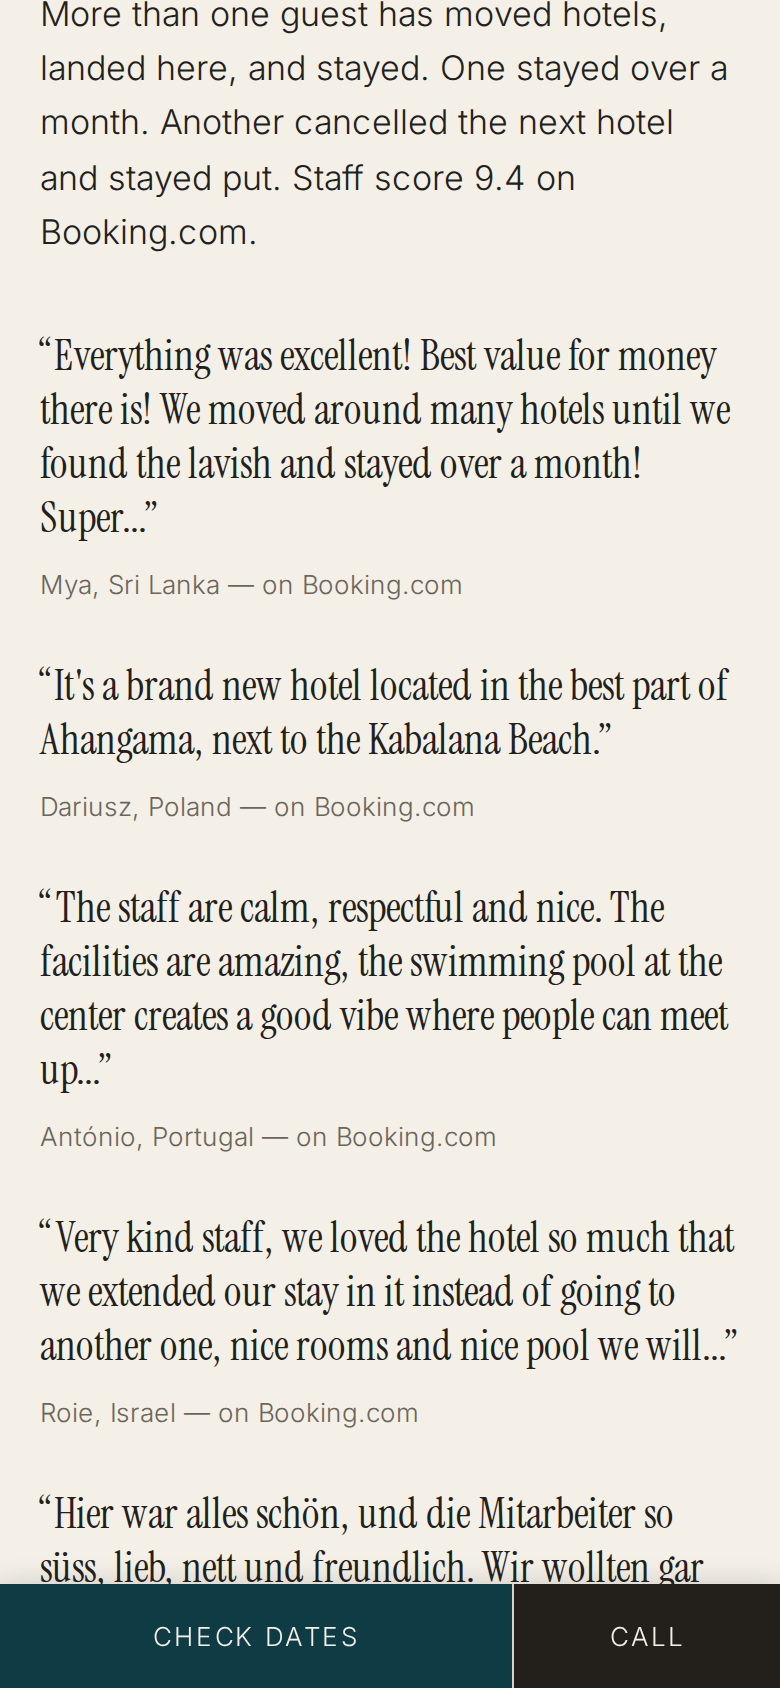 More than one guest has moved hotels,
landed here, and stayed. One stayed over a
month. Another cancelled the next hotel
and stayed put. Staff score 9.4 on
Booking.com.
“Everything was excellent! Best value for money
there is! We moved around many hotels until we
found the lavish and stayed over a month!
Super...”
Mya, Sri Lanka — on Booking.com
“It's a brand new hotel located in the best part of
Ahangama, next to the Kabalana Beach.”
Dariusz, Poland — on Booking.com
“The staff are calm, respectful and nice. The
facilities are amazing, the swimming pool at the
center creates a good vibe where people can meet
up...”
António, Portugal — on Booking.com
“Very kind staff, we loved the hotel so much that
we extended our stay in it instead of going to
another one, nice rooms and nice pool we will...”
Roie, Israel — on Booking.com
“Hier war alles schön, und die Mitarbeiter so
süss, lieb, nett und freundlich. Wir wollten gar
CHECK DATES
CALL